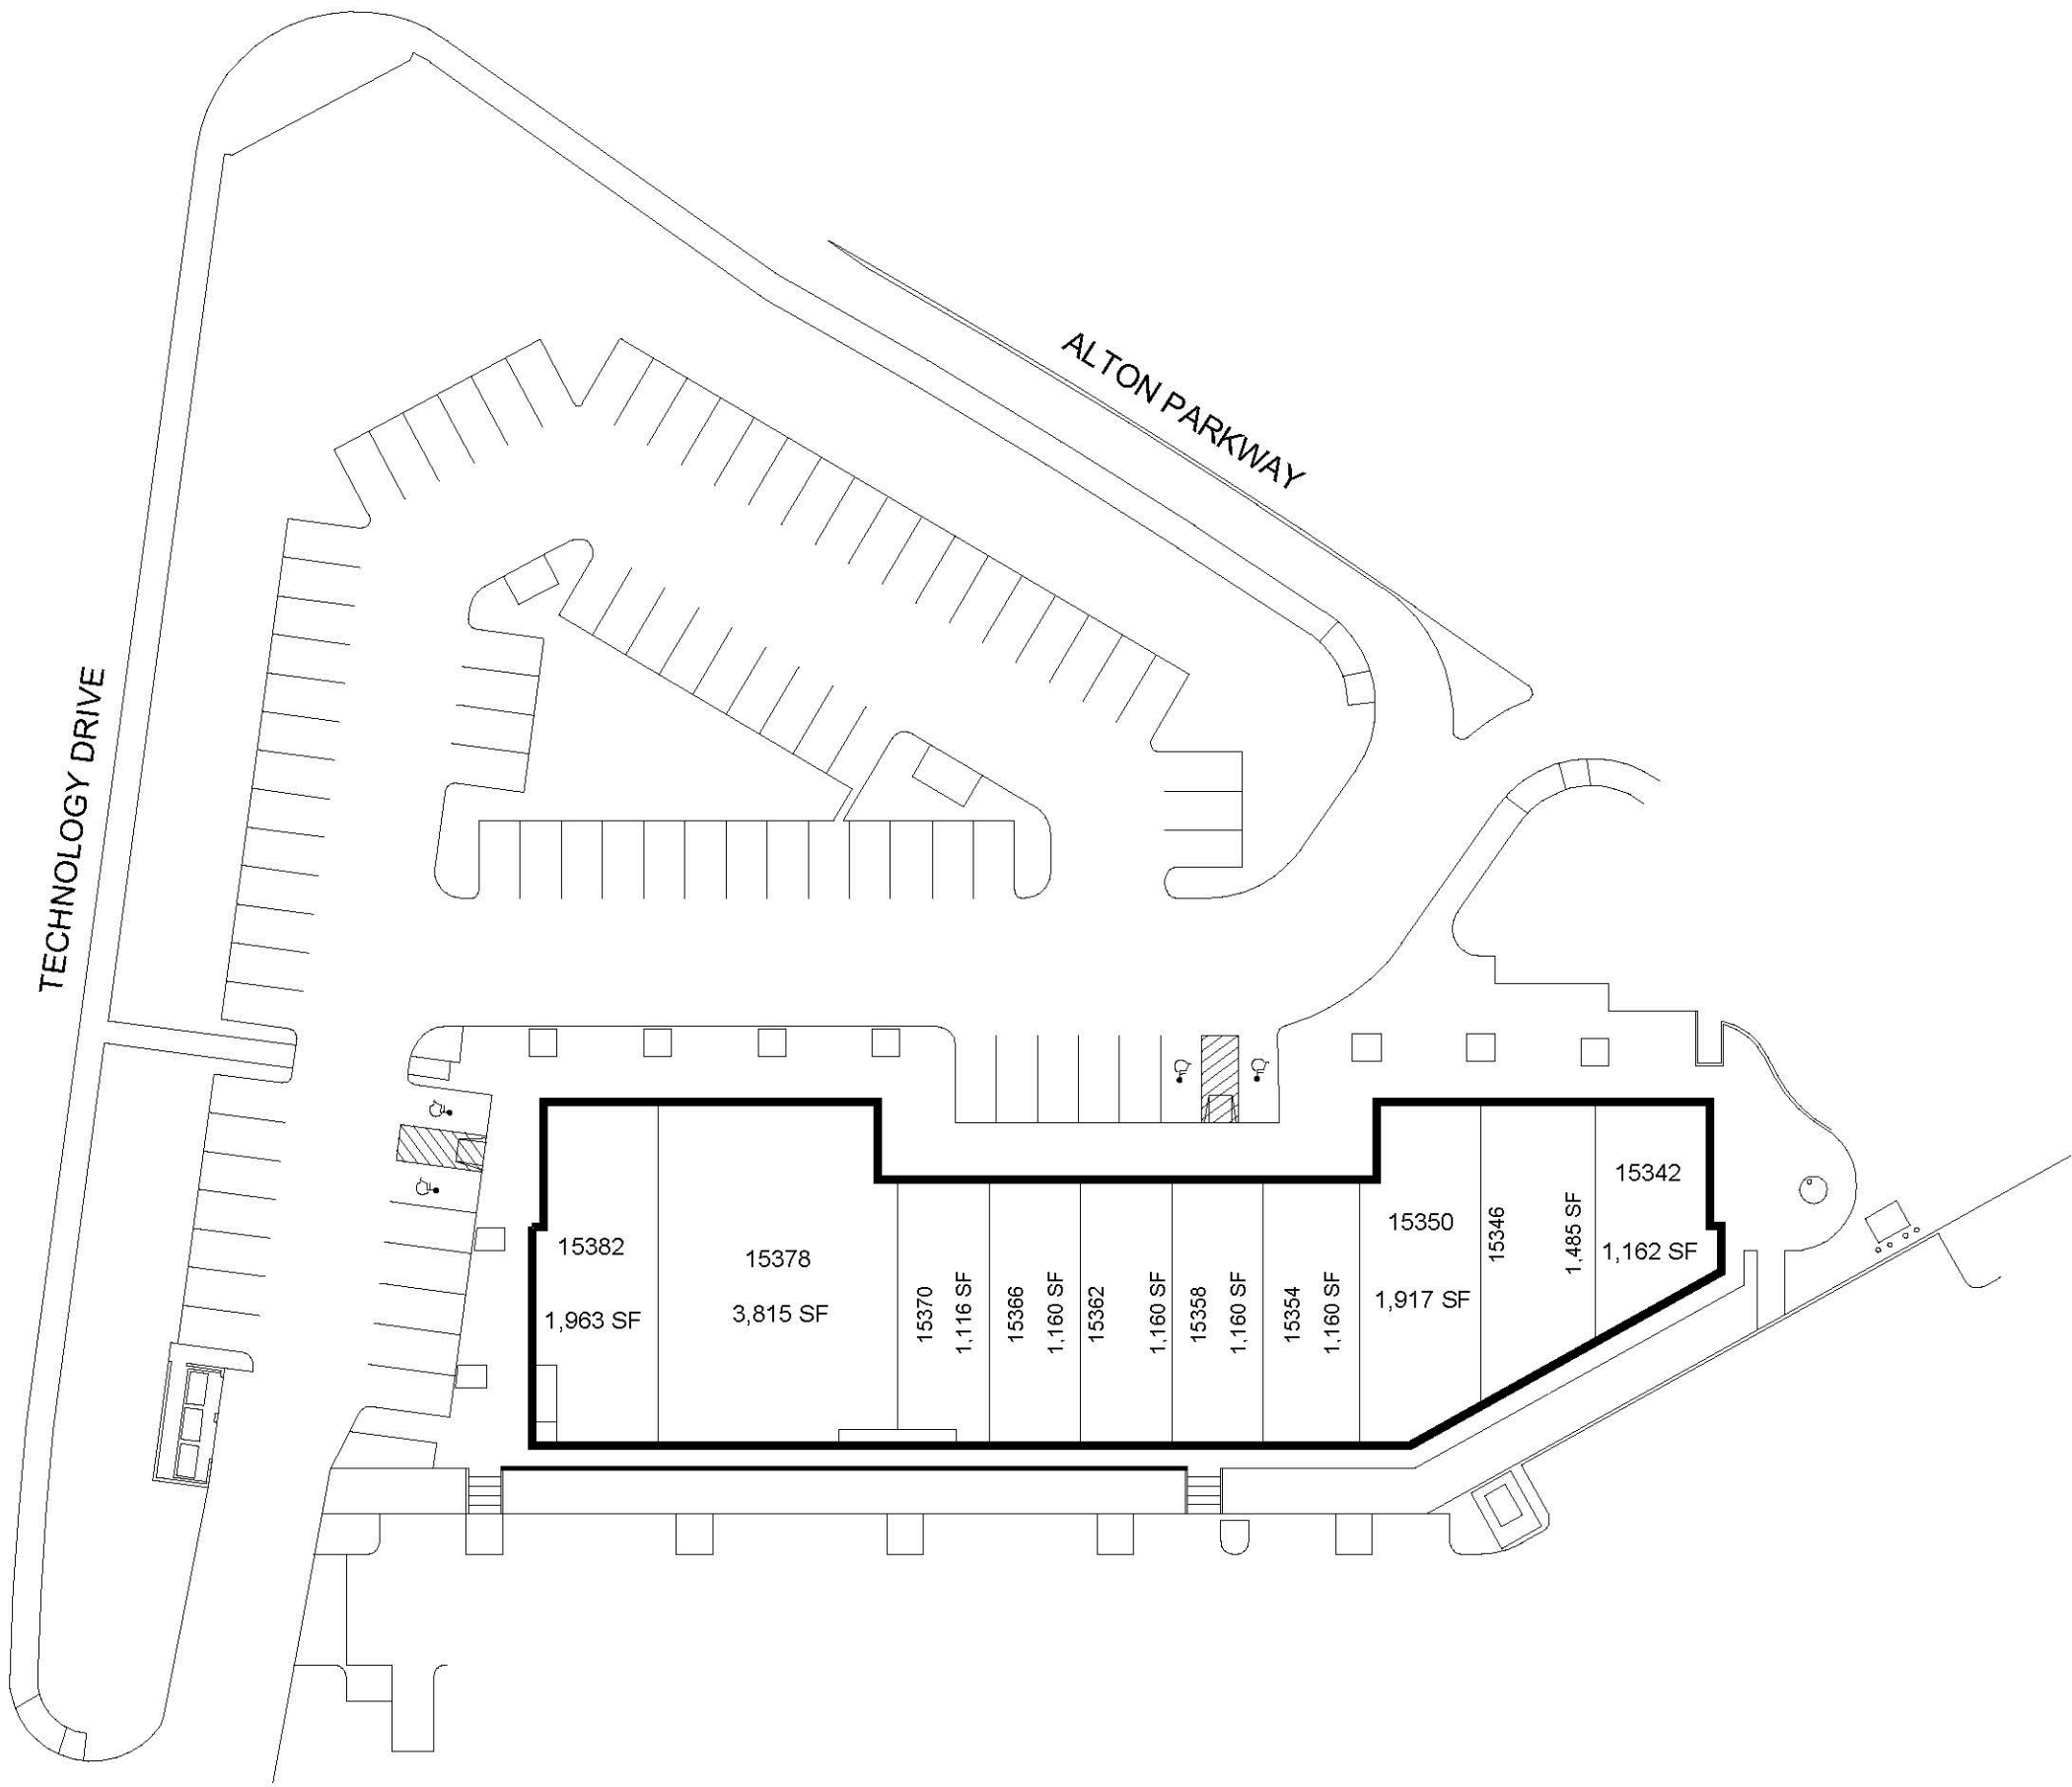 ALTON PARKWAY
TECHNOLOGY DRIVE
15382
1,963 SF
15378
3,815 SF
15370
1,116 SF
15366
1,160 SF
15362
1,160 SF
15358
1,160 SF
15354
1,160 SF
15350
1,917 SF
15346
1,485 SF
15342
1,162 SF